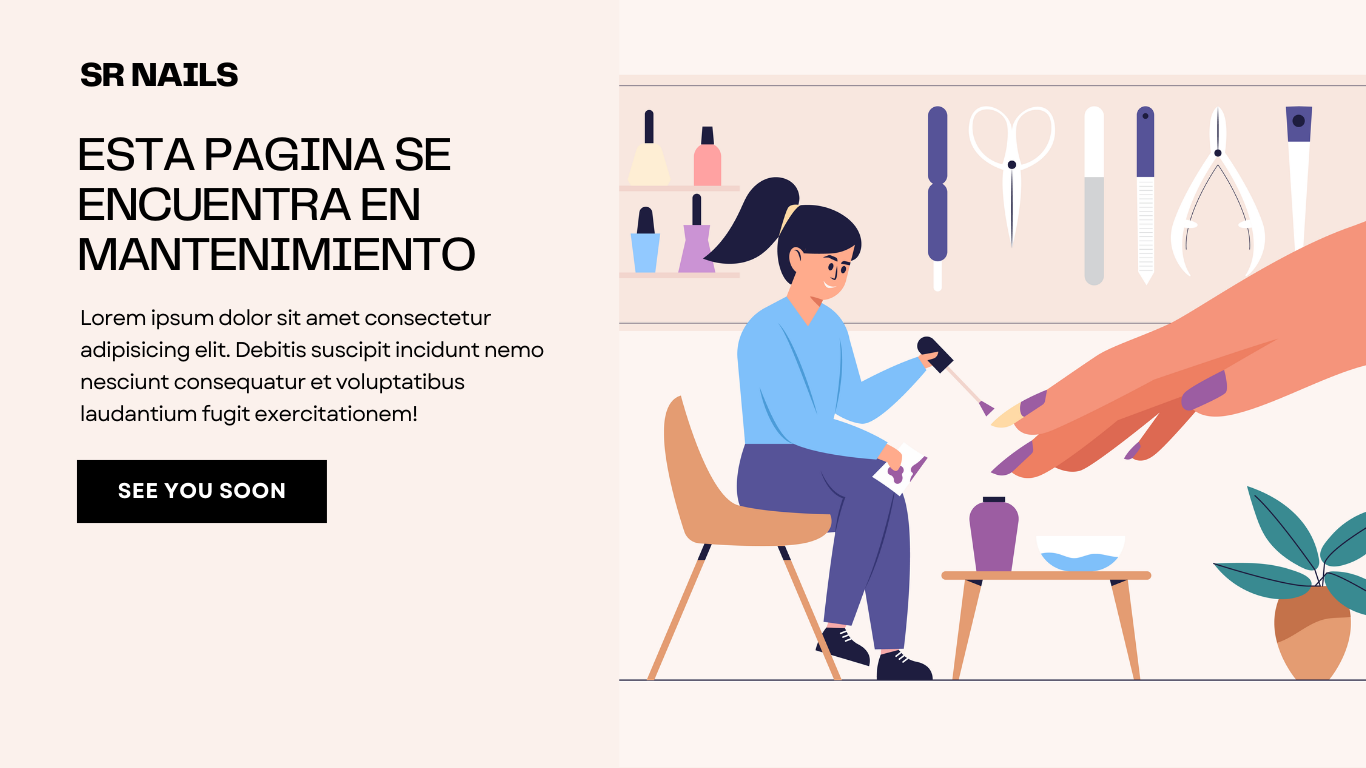 SR NAILS
ESTA PAGINA SE
ENCUENTRA EN
MANTENIMIENTO
Lorem ipsum dolor sit amet consectetur
adipisicing elit. Debitis suscipit incidunt nemo
nesciunt consequatur et voluptatibus
laudantium fugit exercitationem!
SEE YOU SOON